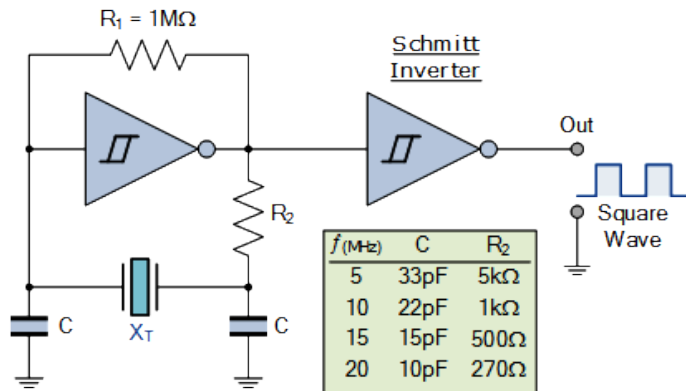 R₁ = 1MΩ
Schmitt
Inverter
Out
R₂
Square
Wave
C
X_T
C
f(MHz) C R₂
5 33pF 5kΩ
10 22pF 1kΩ
15 15pF 500Ω
20 10pF 270Ω